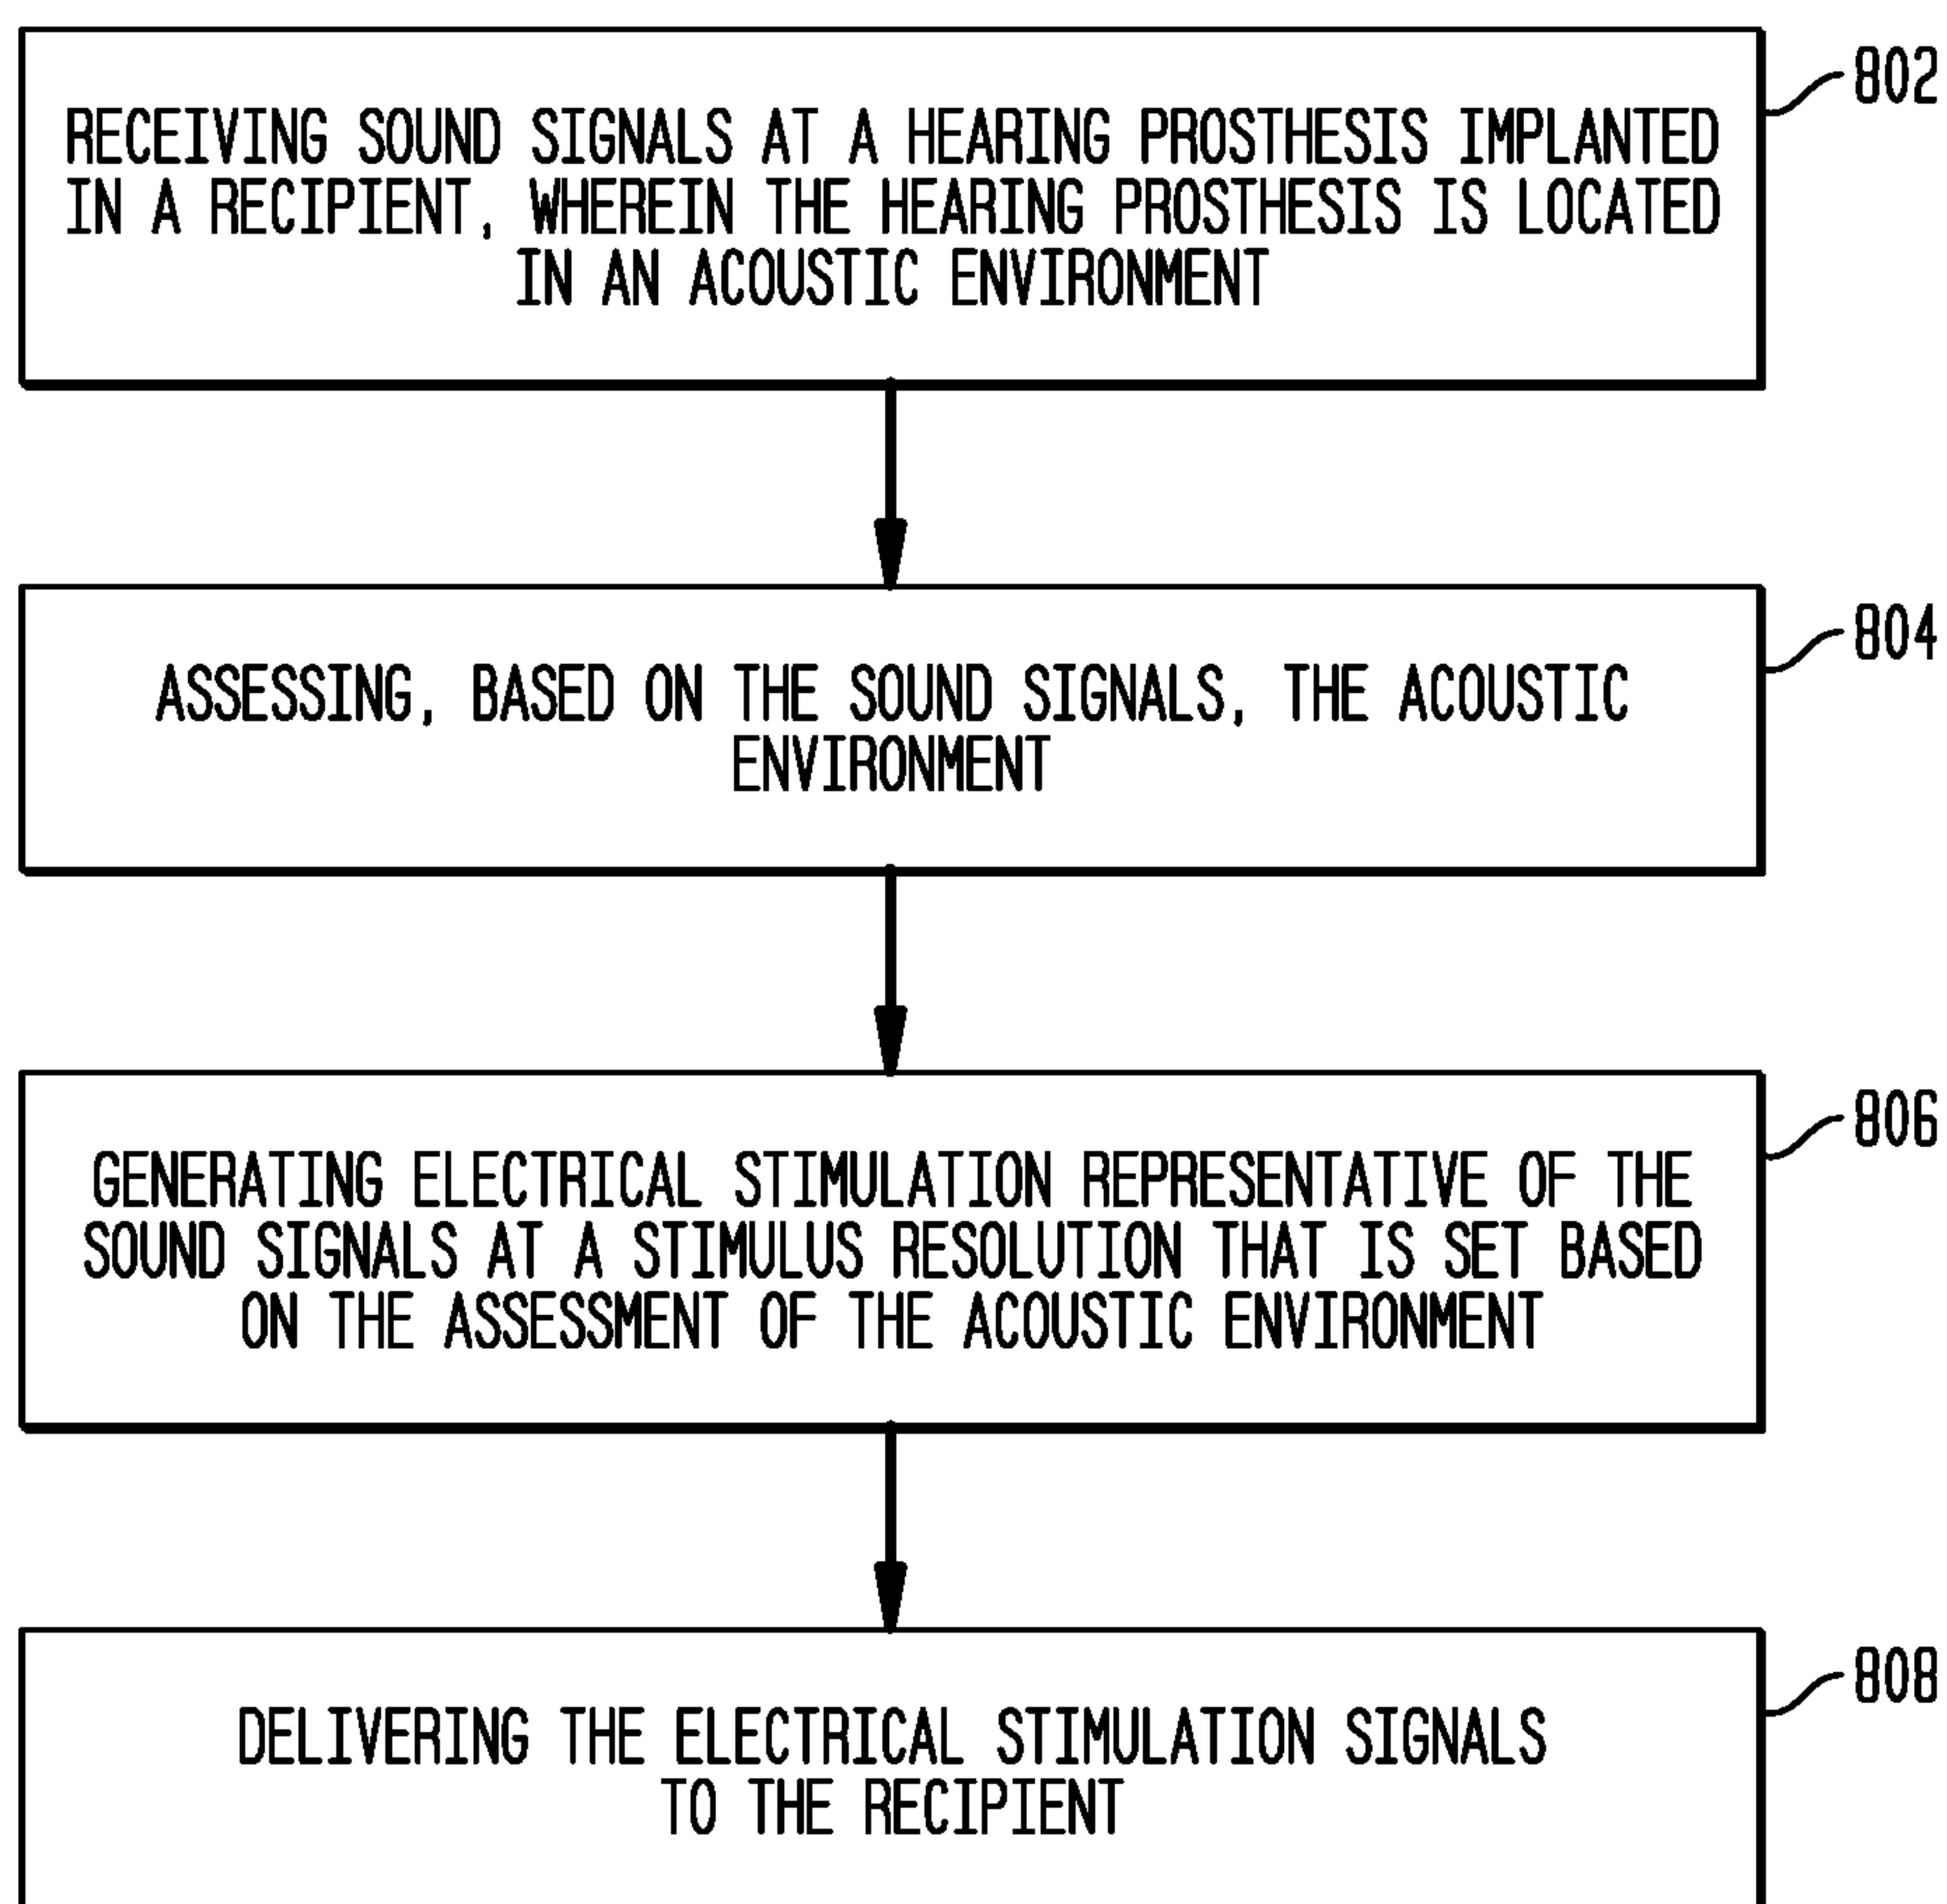 802
RECEIVING SOUND SIGNALS AT A HEARING PROSTHESIS IMPLANTED
IN A RECIPIENT, WHEREIN THE HEARING PROSTHESIS IS LOCATED
IN AN ACOUSTIC ENVIRONMENT
804
ASSESSING, BASED ON THE SOUND SIGNALS, THE ACOUSTIC
ENVIRONMENT
806
GENERATING ELECTRICAL STIMULATION REPRESENTATIVE OF THE
SOUND SIGNALS AT A STIMULUS RESOLUTION THAT IS SET BASED
ON THE ASSESSMENT OF THE ACOUSTIC ENVIRONMENT
808
DELIVERING THE ELECTRICAL STIMULATION SIGNALS
TO THE RECIPIENT